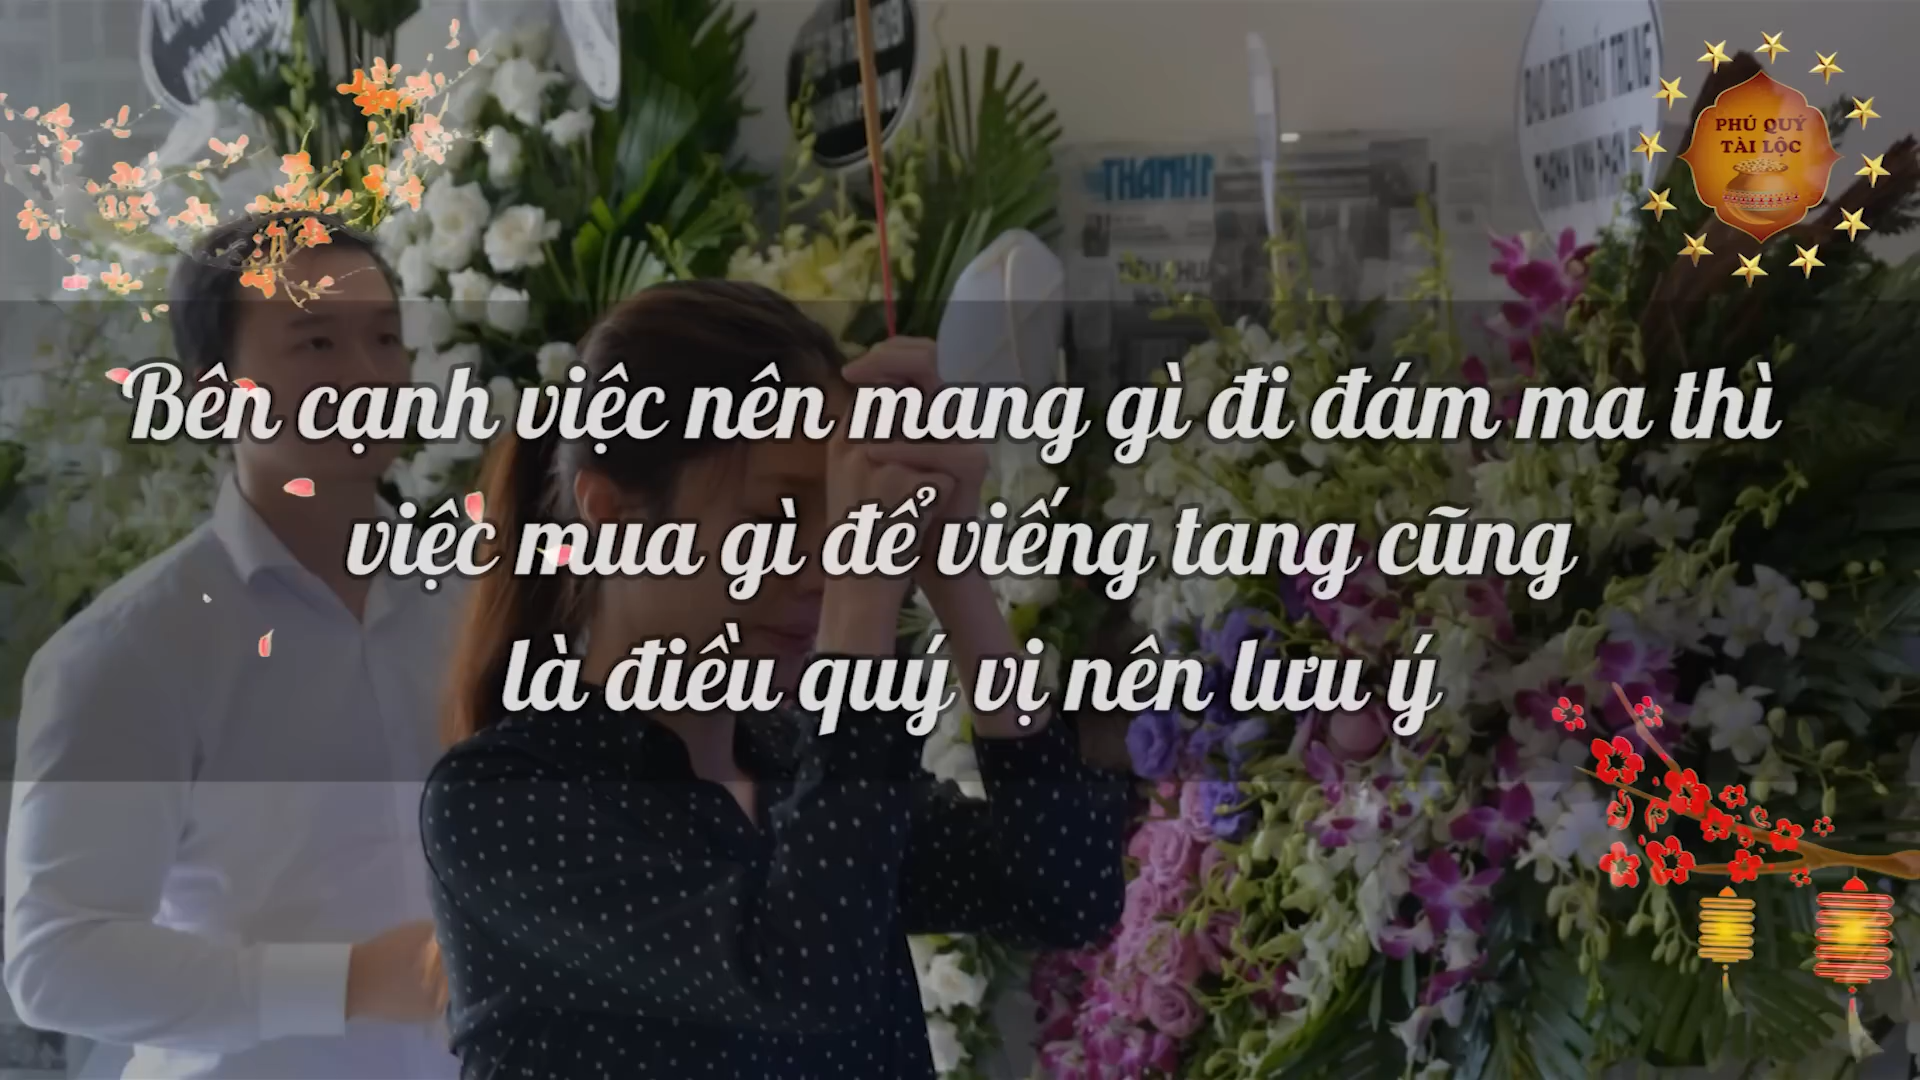 PHÚ QUÝ
TÀI LỘC
Bên cạnh việc nên mang gì đi đám ma thì
việc mua gì để viếng tang cũng
là điều quý vị nên lưu ý